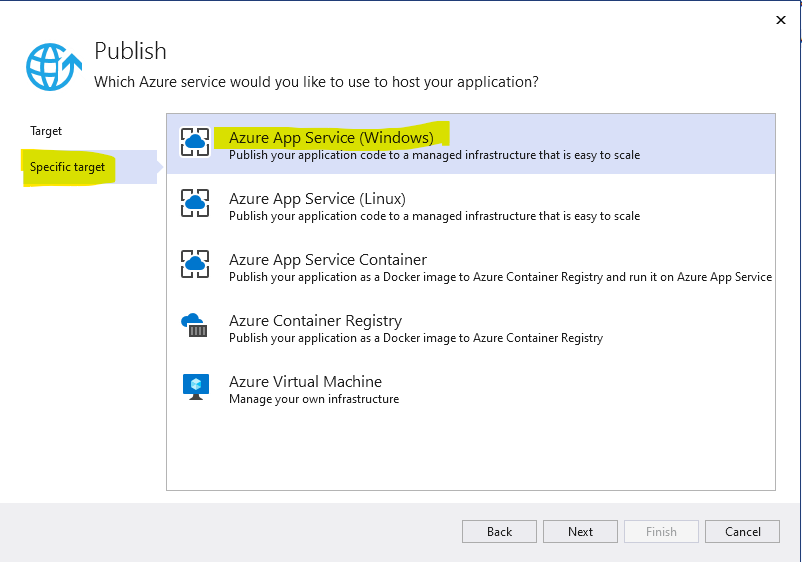 Publish
Which Azure service would you like to use to host your application?
Target
Specific target
Azure App Service (Windows)
Publish your application code to a managed infrastructure that is easy to scale
Azure App Service (Linux)
Publish your application code to a managed infrastructure that is easy to scale
Azure App Service Container
Publish your application as a Docker image to Azure Container Registry and run it on Azure App Service
Azure Container Registry
Publish your application as a Docker image to Azure Container Registry
Azure Virtual Machine
Manage your own infrastructure
Back
Next
Finish
Cancel